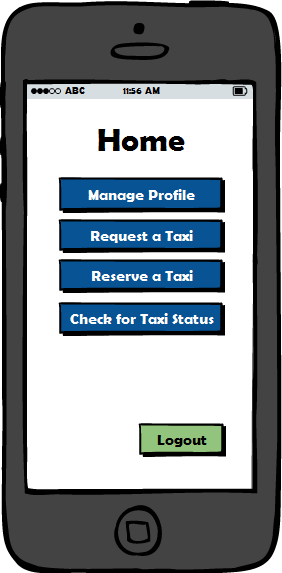 ABC 11:56 AM
Home
Manage Profile
Request a Taxi
Reserve a Taxi
Check for Taxi Status
Logout